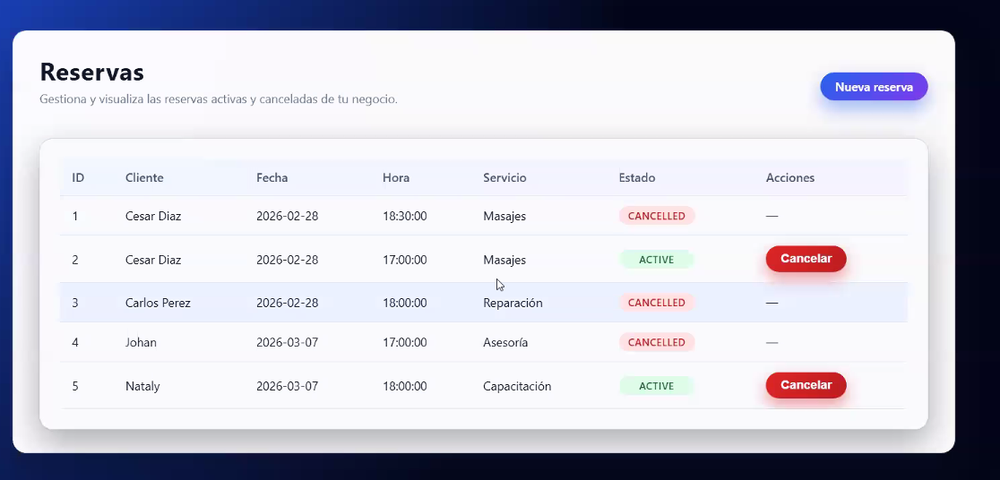 Reservas
Gestiona y visualiza las reservas activas y canceladas de tu negocio.
Nueva reserva
ID Cliente Fecha Hora Servicio Estado Acciones
1 Cesar Diaz 2026-02-28 18:30:00 Masajes CANCELLED —
2 Cesar Diaz 2026-02-28 17:00:00 Masajes ACTIVE Cancelar
3 Carlos Perez 2026-02-28 18:00:00 Reparación CANCELLED —
4 Johan 2026-03-07 17:00:00 Asesoría CANCELLED —
5 Nataly 2026-03-07 18:00:00 Capacitación ACTIVE Cancelar